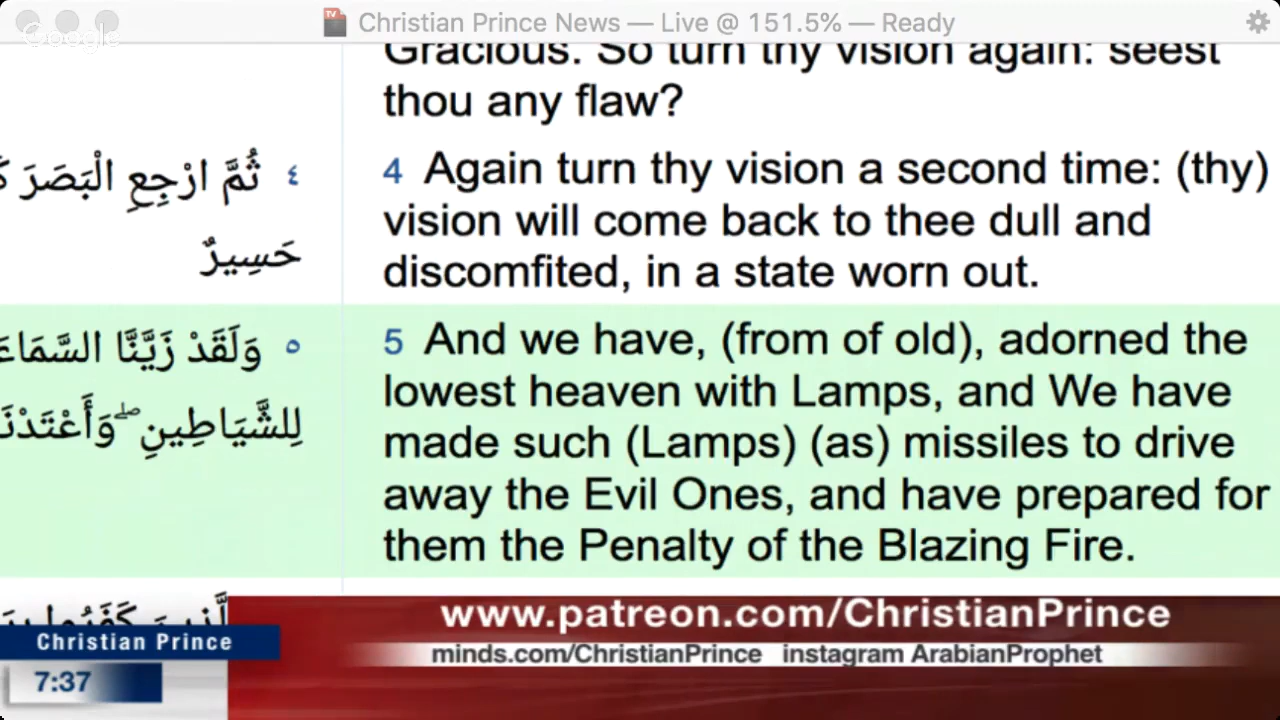 Christian Prince News — Live @ 151.5% — Ready
Google
Gracious. So turn thy vision again: seest
thou any flaw?
٤ ثُمَّ ارْجِعِ الْبَصَرَ
حَسِيرٌ
4 Again turn thy vision a second time: (thy)
vision will come back to thee dull and
discomfited, in a state worn out.
٥ وَلَقَدْ زَيَّنَّا السَّمَاءَ
لِلشَّيَاطِينِ ۖ وَأَعْتَدْنَا
5 And we have, (from of old), adorned the
lowest heaven with Lamps, and We have
made such (Lamps) (as) missiles to drive
away the Evil Ones, and have prepared for
them the Penalty of the Blazing Fire.
www.patreon.com/ChristianPrince
Christian Prince
minds.com/ChristianPrince instagram ArabianProphet
7:37